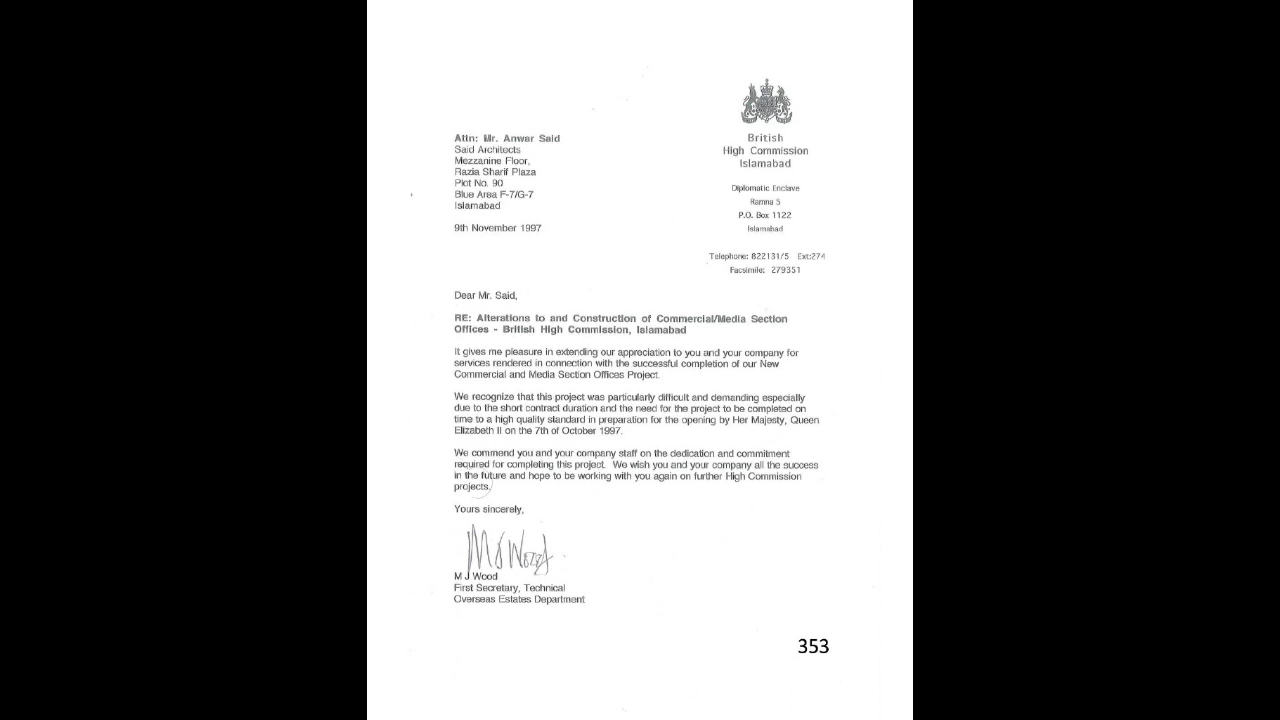 Attn: Mr. Anwar Said
Said Architects
Mezzanine Floor,
Razia Sharif Plaza
Plot No. 90
Blue Area F-7/G-7
Islamabad
9th November 1997
British
High Commission
Islamabad
Diplomatic Enclave
Ramna 5
P.O. Box 1122
Islamabad
Telephone: 822131/5 Ext:274
Facsimile: 279351
Dear Mr. Said,
RE: Alterations to and Construction of Commercial/Media Section
Offices - British High Commission, Islamabad
It gives me pleasure in extending our appreciation to you and your company for
services rendered in connection with the successful completion of our New
Commercial and Media Section Offices Project.
We recognize that this project was particularly difficult and demanding especially
due to the short contract duration and the need for the project to be completed on
time to a high quality standard in preparation for the opening by Her Majesty, Queen
Elizabeth II on the 7th of October 1997.
We commend you and your company staff on the dedication and commitment
required for completing this project. We wish you and your company all the success
in the future and hope to be working with you again on further High Commission
projects.
Yours sincerely,
M J Wood
M J Wood
First Secretary, Technical
Overseas Estates Department
353